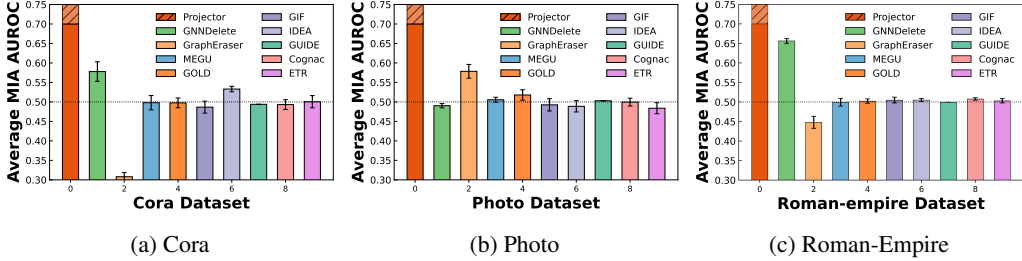 Average MIA AUROC
0.75
0.70
0.65
0.60
0.55
0.50
0.45
0.40
0.35
0.30
Projector
GNNDelete
GraphEraser
MEGU
GOLD
GIF
IDEA
GUIDE
Cognac
ETR
0 2 4 6 8
Cora Dataset
(a) Cora
Average MIA AUROC
0.75
0.70
0.65
0.60
0.55
0.50
0.45
0.40
0.35
0.30
Projector
GNNDelete
GraphEraser
MEGU
GOLD
GIF
IDEA
GUIDE
Cognac
ETR
0 2 4 6 8
Photo Dataset
(b) Photo
Average MIA AUROC
0.75
0.70
0.65
0.60
0.55
0.50
0.45
0.40
0.35
0.30
Projector
GNNDelete
GraphEraser
MEGU
GOLD
GIF
IDEA
GUIDE
Cognac
ETR
0 2 4 6 8
Roman-empire Dataset
(c) Roman-Empire